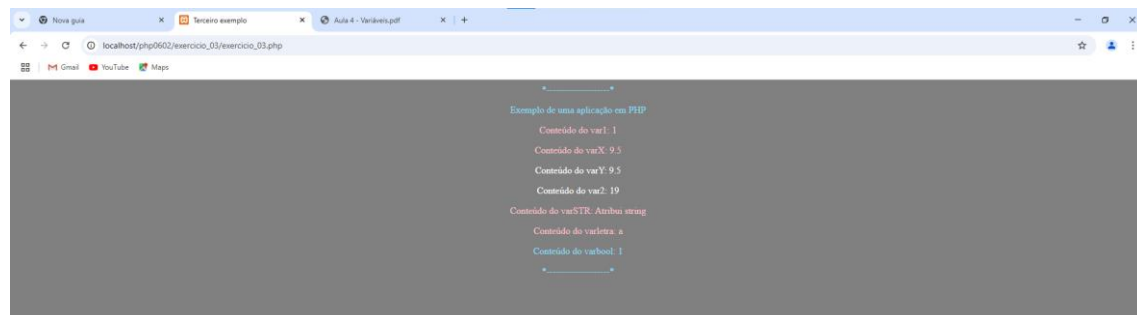 Nova guia
Terceiro exemplo
Aula 4 - Variáveis.pdf
localhost/php0602/exercicio_03/exercicio_03.php
Gmail
YouTube
Maps
*______________*
Exemplo de uma aplicação em PHP
Conteúdo do var1: 1
Conteúdo do varX: 9.5
Conteúdo do varY: 9.5
Conteúdo do var2: 19
Conteúdo do varSTR: Atribui string
Conteúdo do varletra: a
Conteúdo do varbool: 1
*______________*